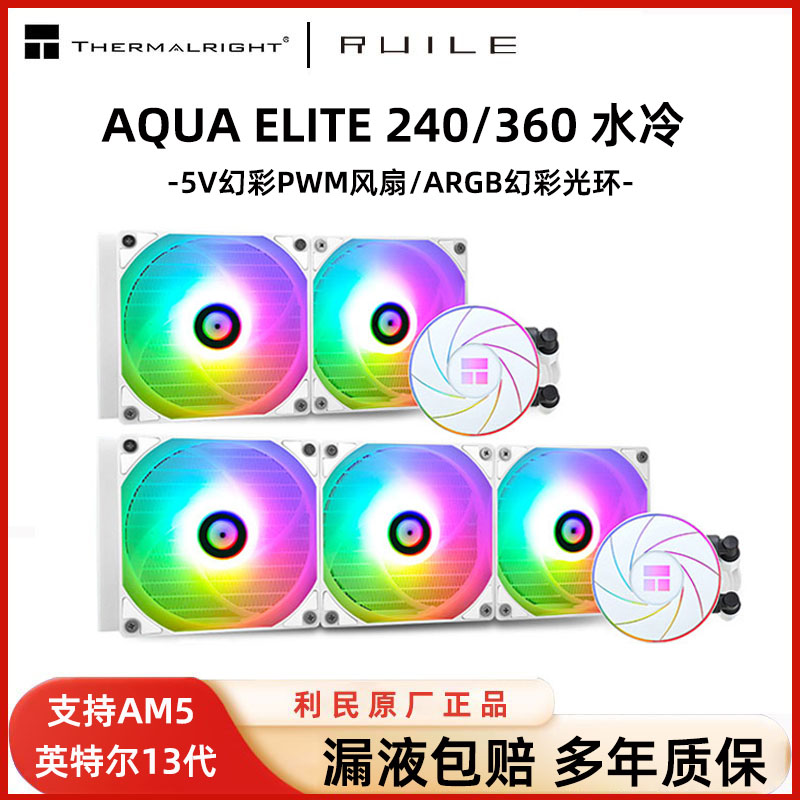 THERMALRIGHT® RUILE
AQUA ELITE 240/360 水冷
-5V幻彩PWM风扇/ARGB幻彩光环-
支持AM5
英特尔13代
利民原厂正品
漏液包赔 多年质保